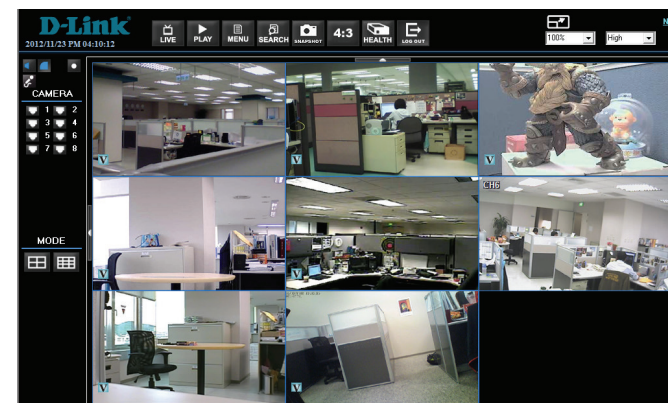 D-Link
2012/11/23 PM 04:10:12
LIVE
PLAY
MENU
SEARCH
SNAPSHOT
4:3
HEALTH
LOG OUT
100%
High
N
CAMERA
1 2
3 4
5 6
7 8
MODE
CH6
V
V
V
V
V
V
V